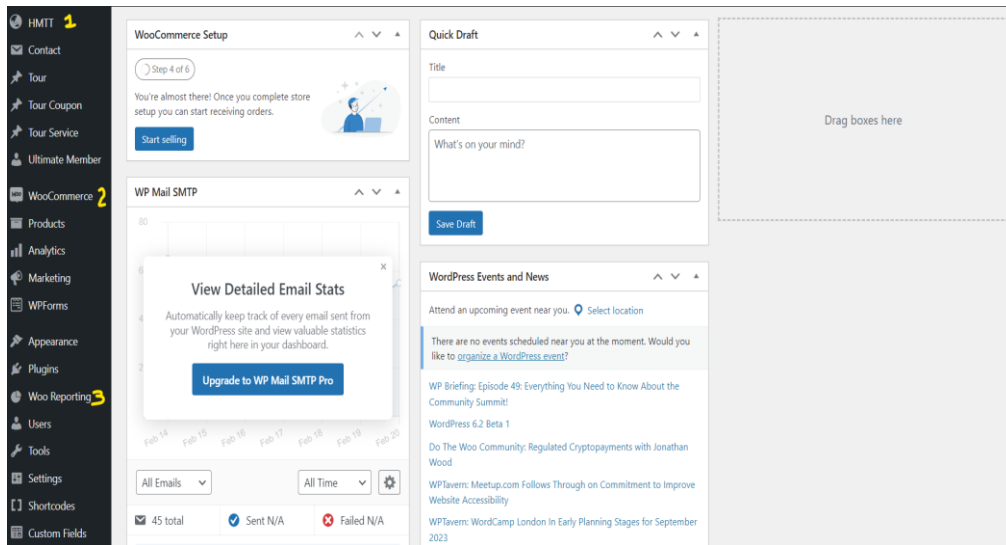 HMTT 1
Contact
Tour
Tour Coupon
Tour Service
Ultimate Member
WooCommerce 2
Products
Analytics
Marketing
WPForms
Appearance
Plugins
Woo Reporting 3
Users
Tools
Settings
Shortcodes
Custom Fields
WooCommerce Setup
Step 4 of 6
You're almost there! Once you complete store
setup you can start receiving orders.
Start selling
WP Mail SMTP
80
View Detailed Email Stats
Automatically keep track of every email sent from
your WordPress site and view valuable statistics
right here in your dashboard.
Upgrade to WP Mail SMTP Pro
Feb 14
Feb 15
Feb 16
Feb 17
Feb 18
Feb 19
Feb 20
All Emails
All Time
45 total
Sent N/A
Failed N/A
Quick Draft
Title
Content
What's on your mind?
Save Draft
WordPress Events and News
Attend an upcoming event near you. Select location
There are no events scheduled near you at the moment. Would you
like to organize a WordPress event?
WP Briefing: Episode 49: Everything You Need to Know About the
Community Summit!
WordPress 6.2 Beta 1
Do The Woo Community: Regulated Cryptopayments with Jonathan
Wood
WPTavern: Meetup.com Follows Through on Commitment to Improve
Website Accessibility
WPTavern: WordCamp London In Early Planning Stages for September
2023
Drag boxes here